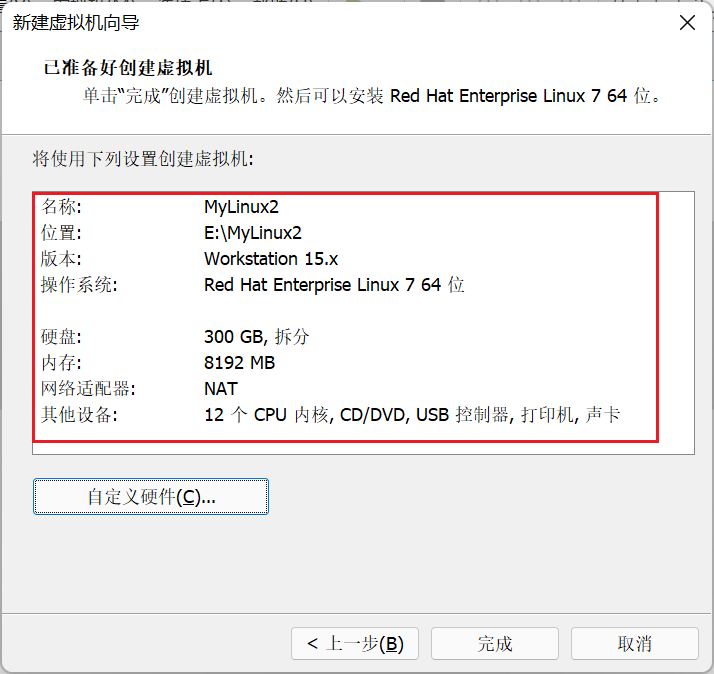 新建虚拟机向导
已准备好创建虚拟机
单击“完成”创建虚拟机。然后可以安装 Red Hat Enterprise Linux 7 64 位。
将使用下列设置创建虚拟机:
名称: MyLinux2
位置: E:\MyLinux2
版本: Workstation 15.x
操作系统: Red Hat Enterprise Linux 7 64 位
硬盘: 300 GB, 拆分
内存: 8192 MB
网络适配器: NAT
其他设备: 12 个 CPU 内核, CD/DVD, USB 控制器, 打印机, 声卡
自定义硬件(C)...
< 上一步(B) 完成 取消